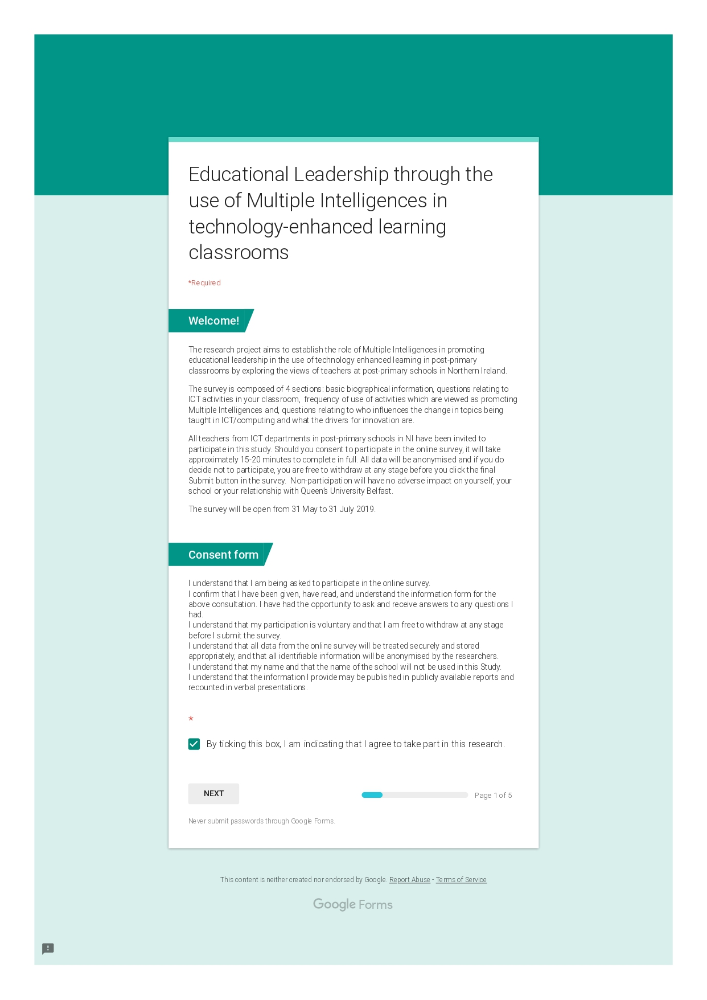 Educational Leadership through the
use of Multiple Intelligences in
technology-enhanced learning
classrooms
*Required
Welcome!
The research project aims to establish the role of Multiple Intelligences in promoting
educational leadership in the use of technology enhanced learning in post-primary
classrooms by exploring the views of teachers at post-primary schools in Northern Ireland.
The survey is composed of 4 sections: basic biographical information, questions relating to
ICT activities in your classroom,  frequency of use of activities which are viewed as promoting
Multiple Intelligences and, questions relating to who influences the change in topics being
taught in ICT/computing and what the drivers for innovation are.
All teachers from ICT departments in post-primary schools in NI have been invited to
participate in this study. Should you consent to participate in the online survey, it will take
approximately 15-20 minutes to complete in full. All data will be anonymised and if you do
decide not to participate, you are free to withdraw at any stage before you click the final
Submit button in the survey.  Non-participation will have no adverse impact on yourself, your
school or your relationship with Queen's University Belfast.
The survey will be open from 31 May to 31 July 2019.
Consent form
I understand that I am being asked to participate in the online survey.
I confirm that I have been given, have read, and understand the information form for the
above consultation. I have had the opportunity to ask and receive answers to any questions I
had.
I understand that my participation is voluntary and that I am free to withdraw at any stage
before I submit the survey.
I understand that all data from the online survey will be treated securely and stored
appropriately, and that all identifiable information will be anonymised by the researchers.
I understand that my name and that the name of the school will not be used in this Study.
I understand that the information I provide may be published in publicly available reports and
recounted in verbal presentations.
*
By ticking this box, I am indicating that I agree to take part in this research.
NEXT
Page 1 of 5
Never submit passwords through Google Forms.
This content is neither created nor endorsed by Google. Report Abuse - Terms of Service
Google Forms